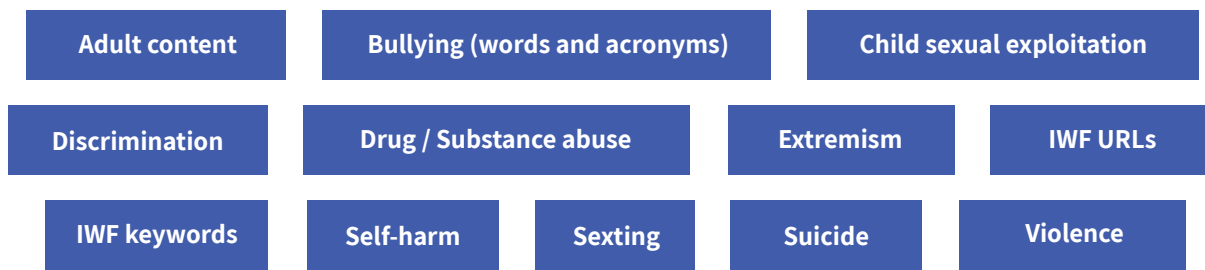 Adult content
Bullying (words and acronyms)
Child sexual exploitation
Discrimination
Drug / Substance abuse
Extremism
IWF URLs
IWF keywords
Self-harm
Sexting
Suicide
Violence